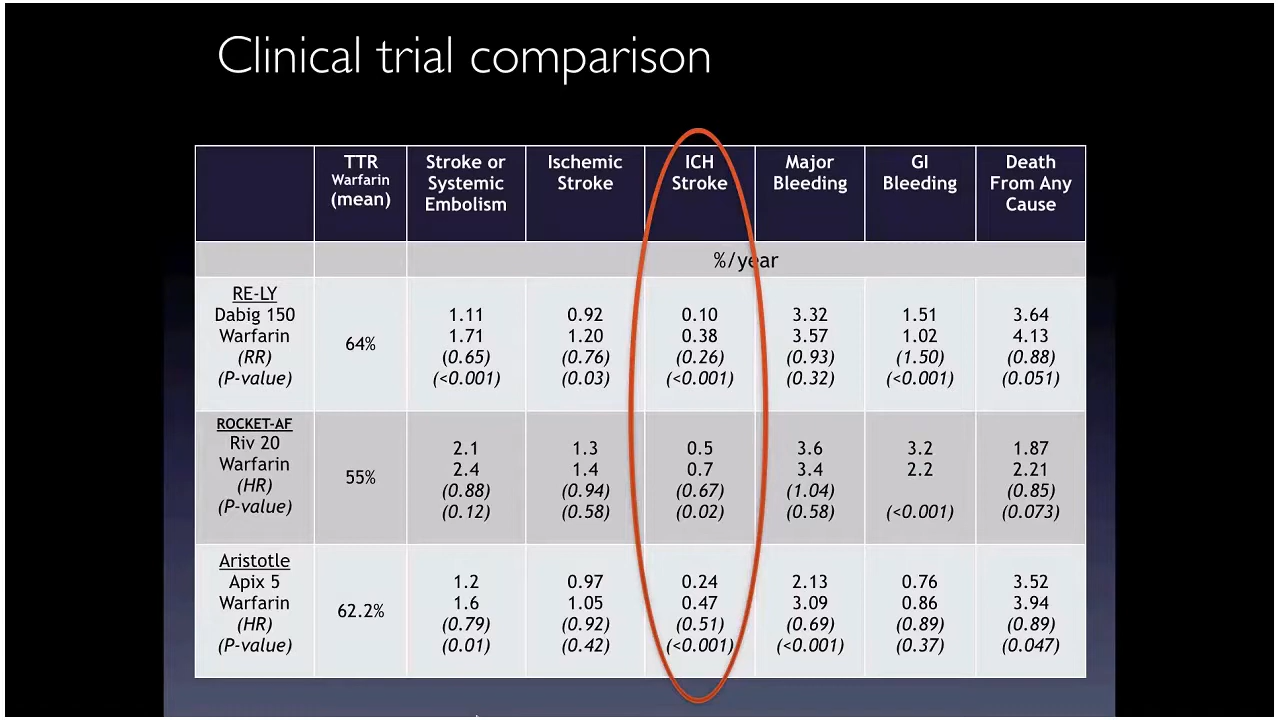 Clinical trial comparison
TTR Warfarin (mean) | Stroke or Systemic Embolism | Ischemic Stroke | ICH Stroke | Major Bleeding | GI Bleeding | Death From Any Cause
%/year
RE-LY
Dabig 150 1.11 0.92 0.10 3.32 1.51 3.64
Warfarin 64% 1.71 1.20 0.38 3.57 1.02 4.13
(RR) (0.65) (0.76) (0.26) (0.93) (1.50) (0.88)
(P-value) (<0.001) (0.03) (<0.001) (0.32) (<0.001) (0.051)
ROCKET-AF
Riv 20 2.1 1.3 0.5 3.6 3.2 1.87
Warfarin 55% 2.4 1.4 0.7 3.4 2.2 2.21
(HR) (0.88) (0.94) (0.67) (1.04) (0.85)
(P-value) (0.12) (0.58) (0.02) (0.58) (<0.001) (0.073)
Aristotle
Apix 5 1.2 0.97 0.24 2.13 0.76 3.52
Warfarin 62.2% 1.6 1.05 0.47 3.09 0.86 3.94
(HR) (0.79) (0.92) (0.51) (0.69) (0.89) (0.89)
(P-value) (0.01) (0.42) (<0.001) (<0.001) (0.37) (0.047)